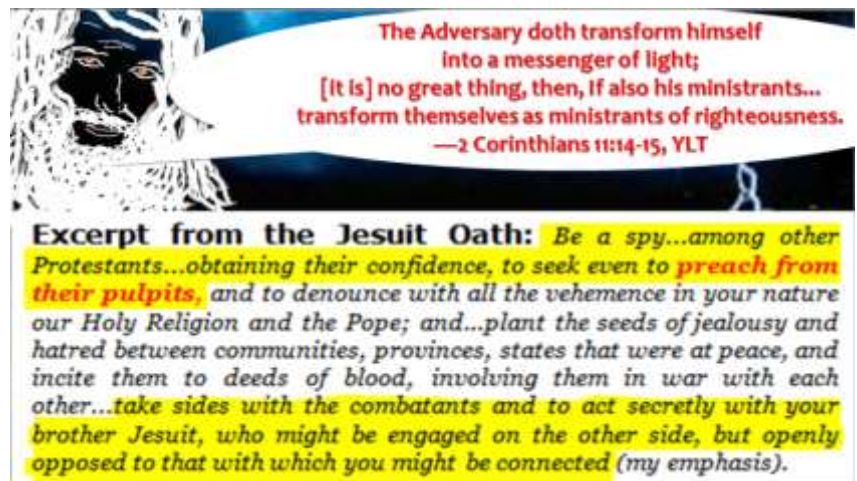 The Adversary doth transform himself
into a messenger of light;
[it is] no great thing, then, If also his ministrants...
transform themselves as ministrants of righteousness.
—2 Corinthians 11:14-15, YLT
Excerpt from the Jesuit Oath: Be a spy...among other
Protestants...obtaining their confidence, to seek even to preach from
their pulpits, and to denounce with all the vehemence in your nature
our Holy Religion and the Pope; and...plant the seeds of jealousy and
hatred between communities, provinces, states that were at peace, and
incite them to deeds of blood, involving them in war with each
other...take sides with the combatants and to act secretly with your
brother Jesuit, who might be engaged on the other side, but openly
opposed to that with which you might be connected (my emphasis).